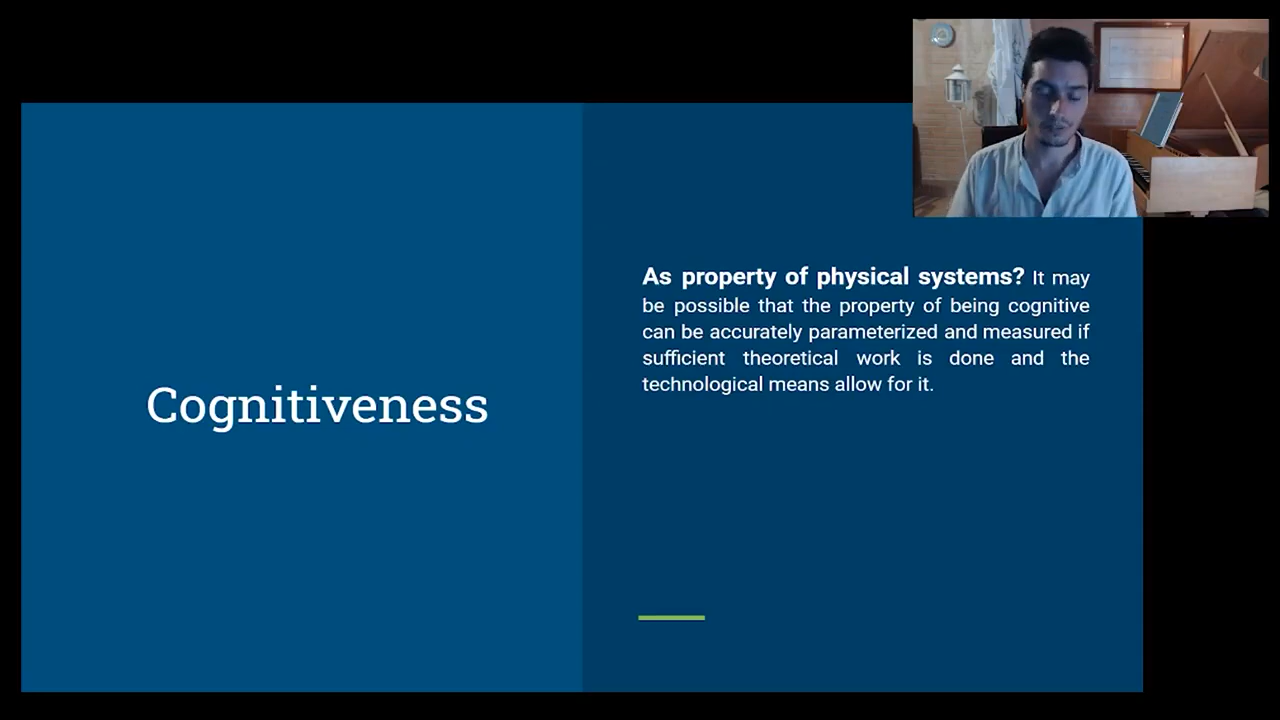 Cognitiveness
As property of physical systems? It may
be possible that the property of being cognitive
can be accurately parameterized and measured if
sufficient theoretical work is done and the
technological means allow for it.